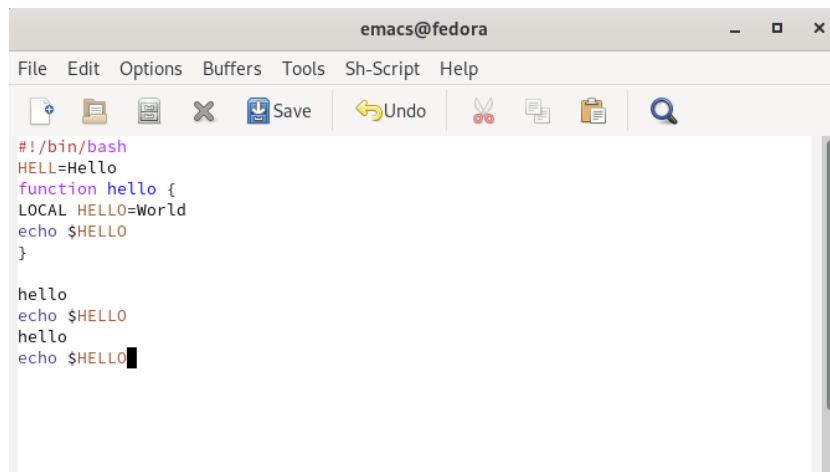 emacs@fedora
File Edit Options Buffers Tools Sh-Script Help
Save Undo
#!/bin/bash
HELL=Hello
function hello {
LOCAL HELLO=World
echo $HELLO
}
hello
echo $HELLO
hello
echo $HELLO